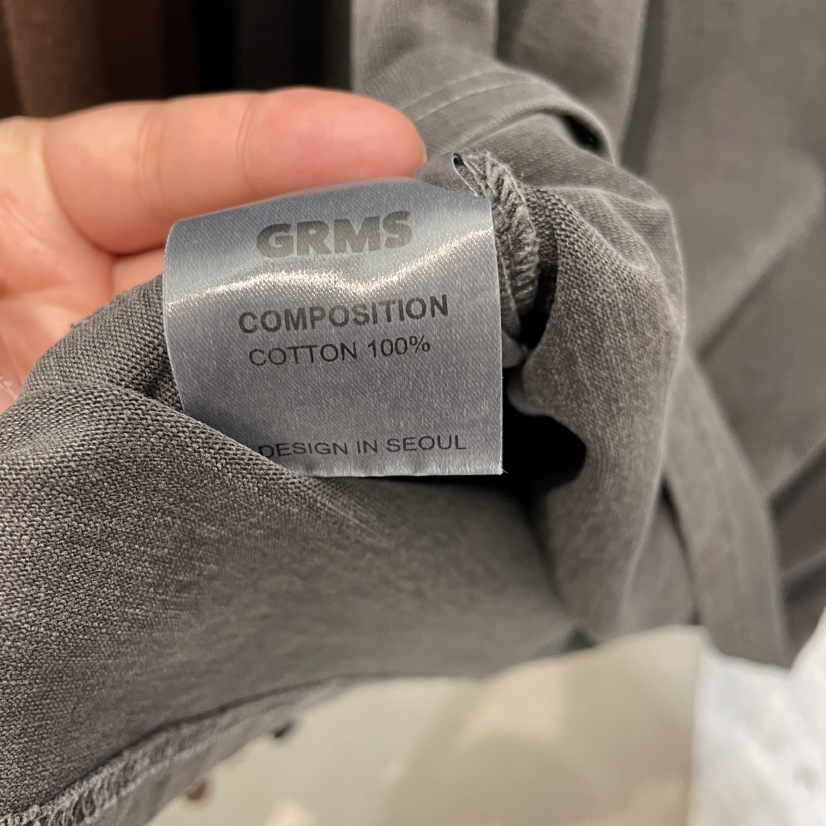 GRMS
COMPOSITION
COTTON 100%
DESIGN IN SEOUL